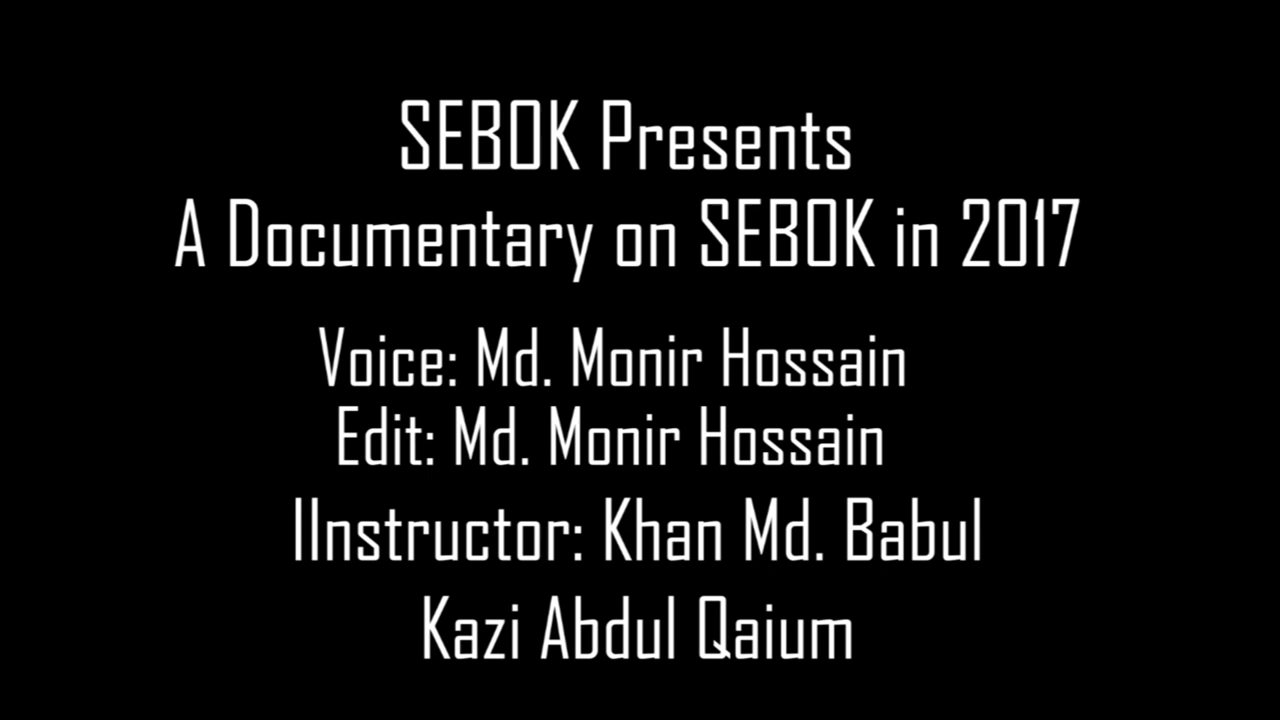 SEBOK Presents
A Documentary on SEBOK in 2017
Voice: Md. Monir Hossain
Edit: Md. Monir Hossain
IInstructor: Khan Md. Babul
Kazi Abdul Qaium